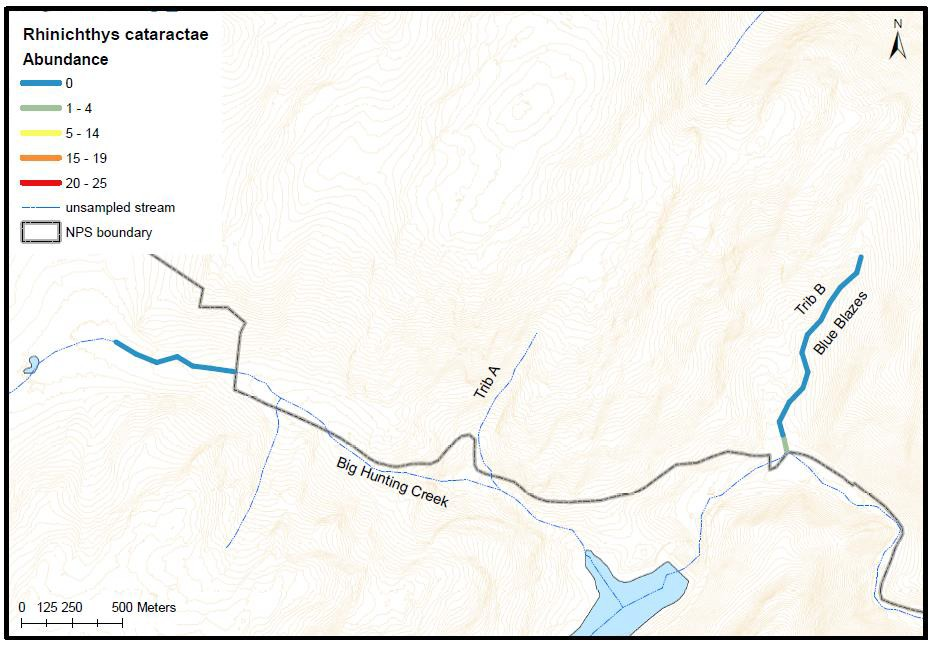 Rhinichthys cataractae
Abundance
0
1 - 4
5 - 14
15 - 19
20 - 25
unsampled stream
NPS boundary
N
Trib B
Blue Blazes
Trib A
Big Hunting Creek
0 125 250 500 Meters